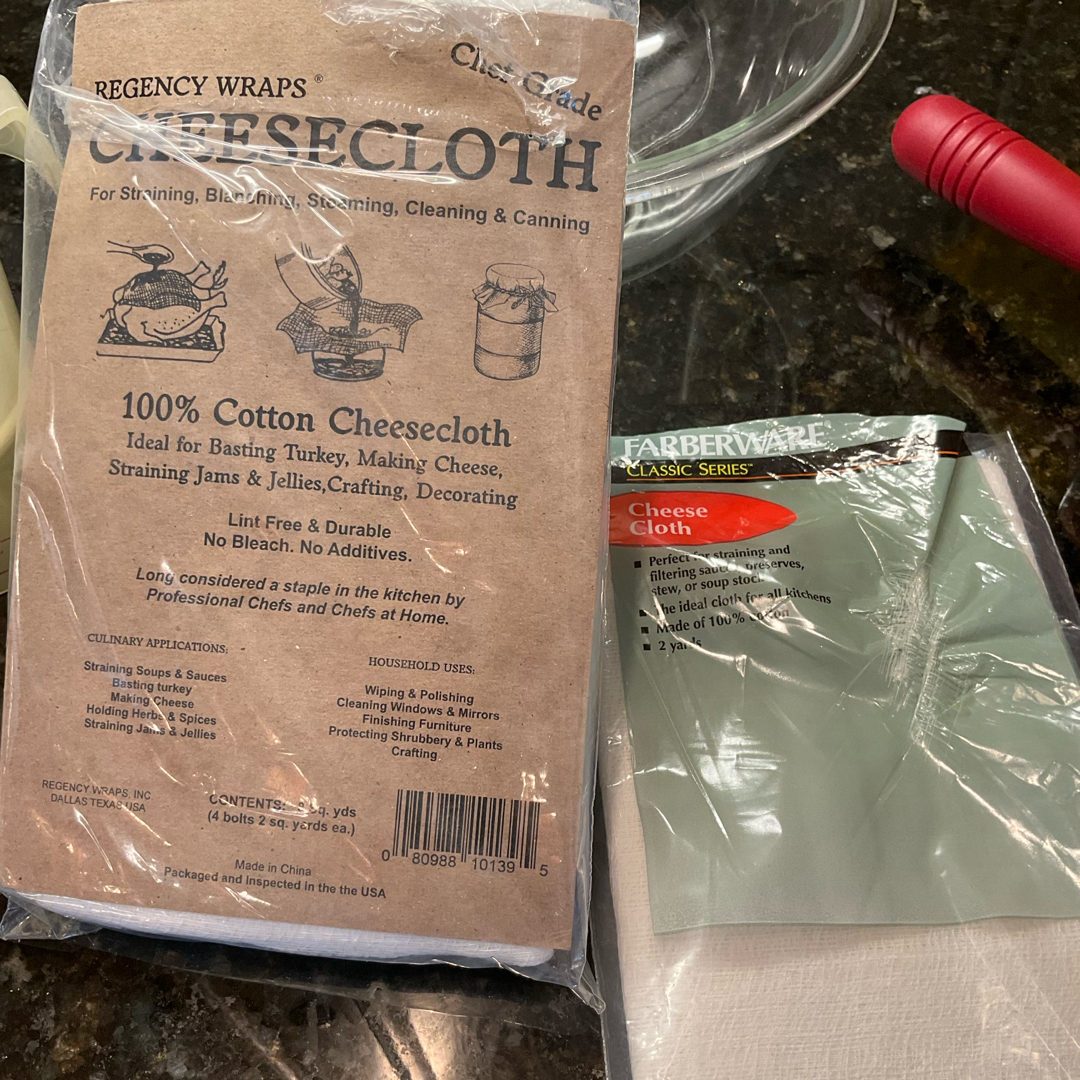 Chef Grade
REGENCY WRAPS®
CHEESECLOTH
For Straining, Blanching, Steaming, Cleaning & Canning
100% Cotton Cheesecloth
Ideal for Basting Turkey, Making Cheese,
Straining Jams & Jellies,Crafting, Decorating
Lint Free & Durable
No Bleach. No Additives.
Long considered a staple in the kitchen by
Professional Chefs and Chefs at Home.
CULINARY APPLICATIONS:
Straining Soups & Sauces
Basting turkey
Making Cheese
Holding Herbs & Spices
Straining Jams & Jellies
HOUSEHOLD USES:
Wiping & Polishing
Cleaning Windows & Mirrors
Finishing Furniture
Protecting Shrubbery & Plants
Crafting
REGENCY WRAPS, INC
DALLAS TEXAS USA
CONTENTS: sq. yds
(4 bolts 2 sq. yards ea.)
0 80988 10139 5
Made in China
Packaged and Inspected in the the USA
FARBERWARE
CLASSIC SERIES™
Cheese
Cloth
■ Perfect for straining and
filtering sauces, preserves,
stew, or soup stock
■ The ideal cloth for all kitchens
■ Made of 100% cotton
■ 2 yards